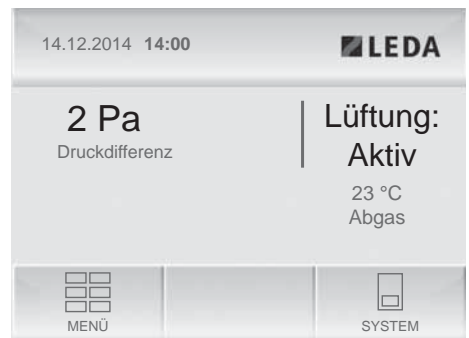 14.12.2014 14:00
LEDA
2 Pa
Druckdifferenz
Lüftung:
Aktiv
23 °C
Abgas
MENÜ
SYSTEM